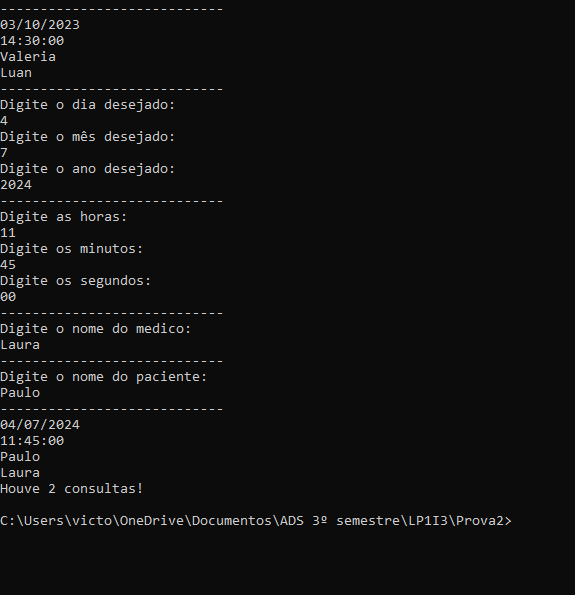 ----------------------------
03/10/2023
14:30:00
Valeria
Luan
----------------------------
Digite o dia desejado:
4
Digite o mês desejado:
7
Digite o ano desejado:
2024
----------------------------
Digite as horas:
11
Digite os minutos:
45
Digite os segundos:
00
----------------------------
Digite o nome do medico:
Laura
----------------------------
Digite o nome do paciente:
Paulo
----------------------------
04/07/2024
11:45:00
Paulo
Laura
Houve 2 consultas!
C:\Users\victo\OneDrive\Documentos\ADS 3º semestre\LP1I3\Prova2>